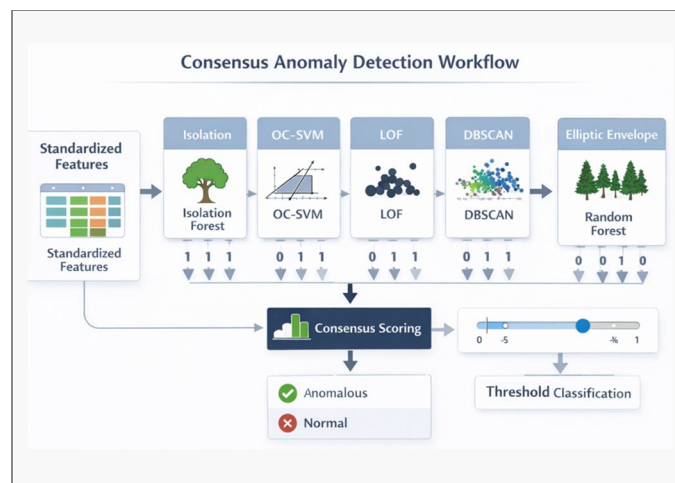 Consensus Anomaly Detection Workflow
Standardized Features
Standardized Features
Isolation
Isolation Forest
1 1 1
OC-SVM
OC-SVM
0 1 1
LOF
LOF
0 1 1
DBSCAN
DBSCAN
0 1 1
Elliptic Envelope
Random Forest
0 0 1 0
Consensus Scoring
0 -5 -% 1
Anomalous
Normal
Threshold Classification